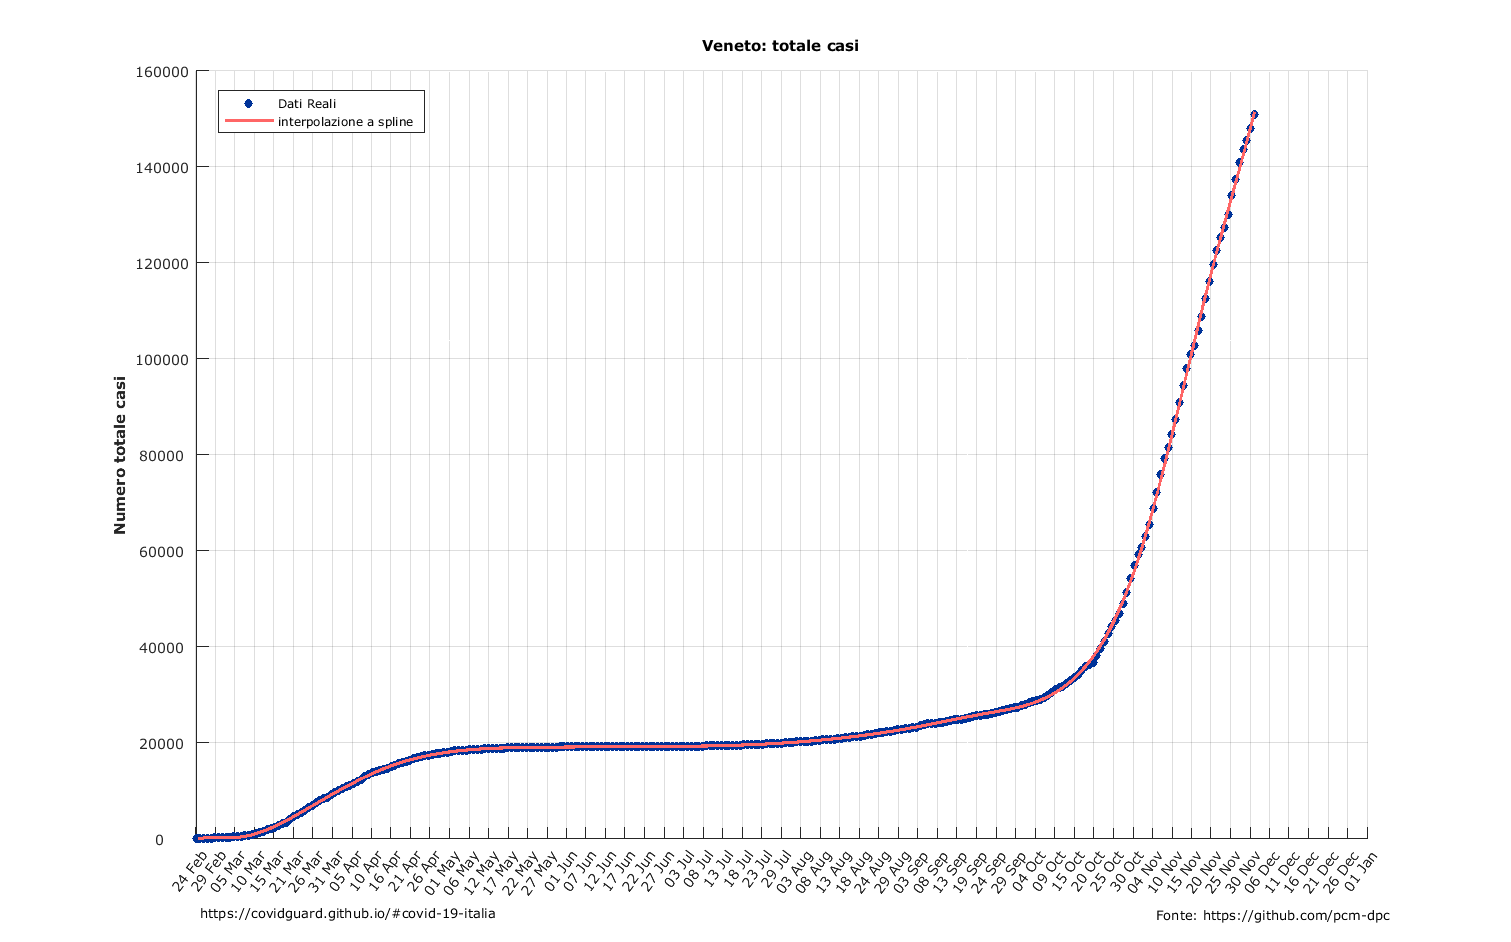 Veneto: totale casi
160000
140000
120000
100000
80000
60000
40000
20000
0
Numero totale casi
Dati Reali
interpolazione a spline
24 Feb
29 Feb
05 Mar
10 Mar
15 Mar
21 Mar
26 Mar
31 Mar
05 Apr
10 Apr
16 Apr
21 Apr
26 Apr
01 May
06 May
12 May
17 May
22 May
27 May
01 Jun
07 Jun
12 Jun
17 Jun
22 Jun
27 Jun
03 Jul
08 Jul
13 Jul
18 Jul
23 Jul
29 Jul
03 Aug
08 Aug
13 Aug
18 Aug
24 Aug
29 Aug
03 Sep
08 Sep
13 Sep
19 Sep
24 Sep
29 Sep
04 Oct
09 Oct
15 Oct
20 Oct
25 Oct
30 Oct
04 Nov
10 Nov
15 Nov
20 Nov
25 Nov
30 Nov
06 Dec
11 Dec
16 Dec
21 Dec
26 Dec
01 Jan
https://covidguard.github.io/#covid-19-italia
Fonte: https://github.com/pcm-dpc